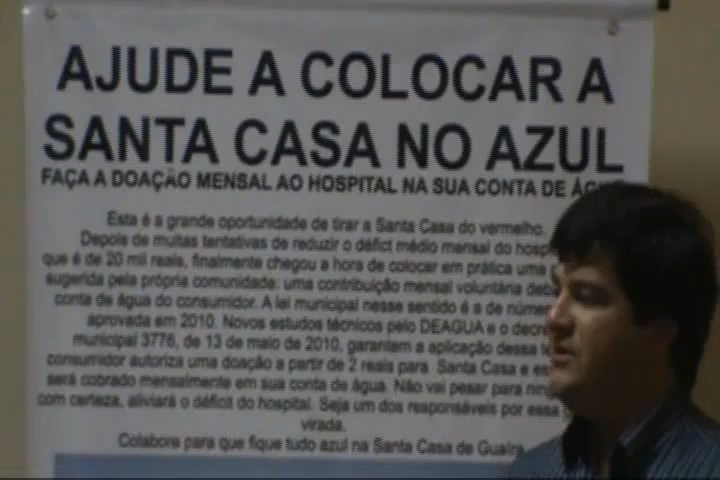 AJUDE A COLOCAR A
SANTA CASA NO AZUL
FAÇA A DOAÇÃO MENSAL AO HOSPITAL NA SUA CONTA DE
Esta é a grande oportunidade de tirar a Santa Casa do vermelho.
Depois de muitas tentativas de reduzir o déficit médio mensal do
que é de 20 mil reais, finalmente chegou a hora de colocar em prática uma
sugerida pela própria comunidade: uma contribuição mensal voluntária
conta de água do consumidor. A lei municipal nesse sentido é a de
aprovada em 2010. Novos estudos técnicos pelo DEAGUA e o
municipal 3776, de 13 de maio de 2010, garantem a aplicação dessa
consumidor autoriza uma doação a partir de 2 reais para Santa Casa e
será cobrado mensalmente em sua conta de água. Não vai pesar para
com certeza, aliviará o déficit do hospital. Seja um dos responsáveis por essa
virada.
Colabore para que fique tudo azul na Santa Casa de Guaíra